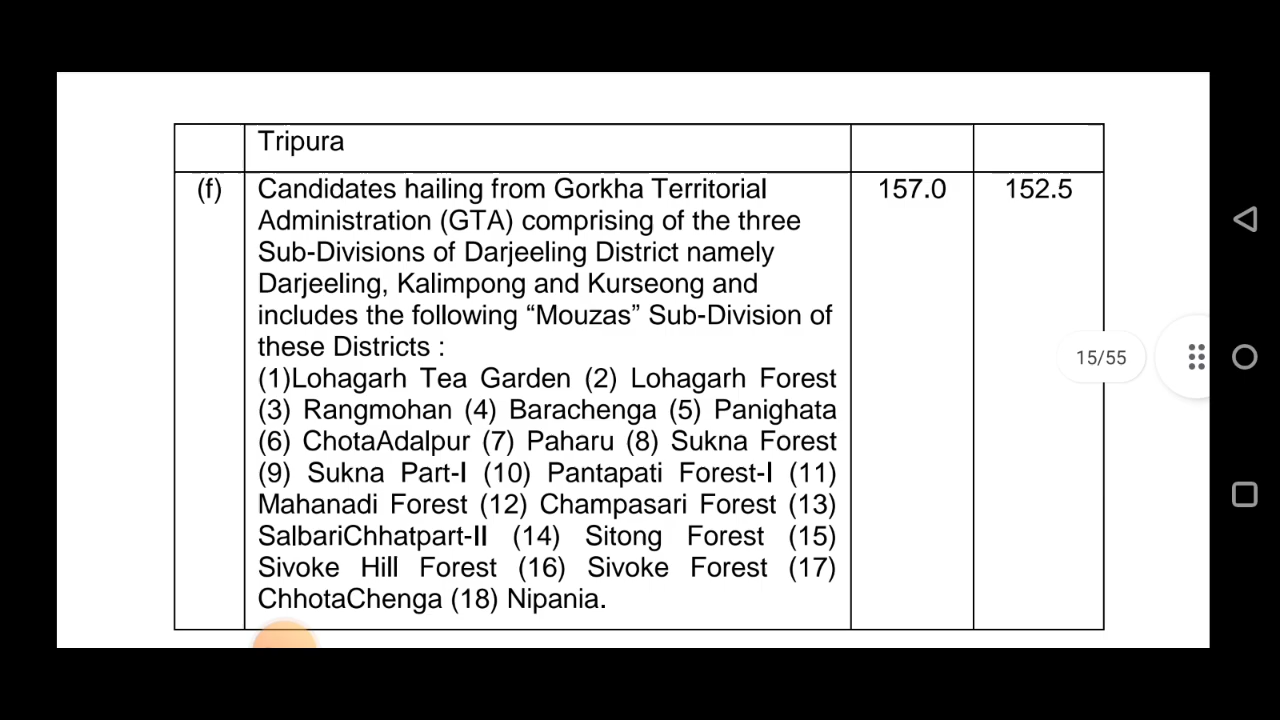 Tripura
(f) Candidates hailing from Gorkha Territorial 157.0 152.5
Administration (GTA) comprising of the three
Sub-Divisions of Darjeeling District namely
Darjeeling, Kalimpong and Kurseong and
includes the following “Mouzas” Sub-Division of
these Districts :
(1)Lohagarh Tea Garden (2) Lohagarh Forest
(3) Rangmohan (4) Barachenga (5) Panighata
(6) ChotaAdalpur (7) Paharu (8) Sukna Forest
(9) Sukna Part-I (10) Pantapati Forest-I (11)
Mahanadi Forest (12) Champasari Forest (13)
SalbariChhatpart-II (14) Sitong Forest (15)
Sivoke Hill Forest (16) Sivoke Forest (17)
ChhotaChenga (18) Nipania.
15/55